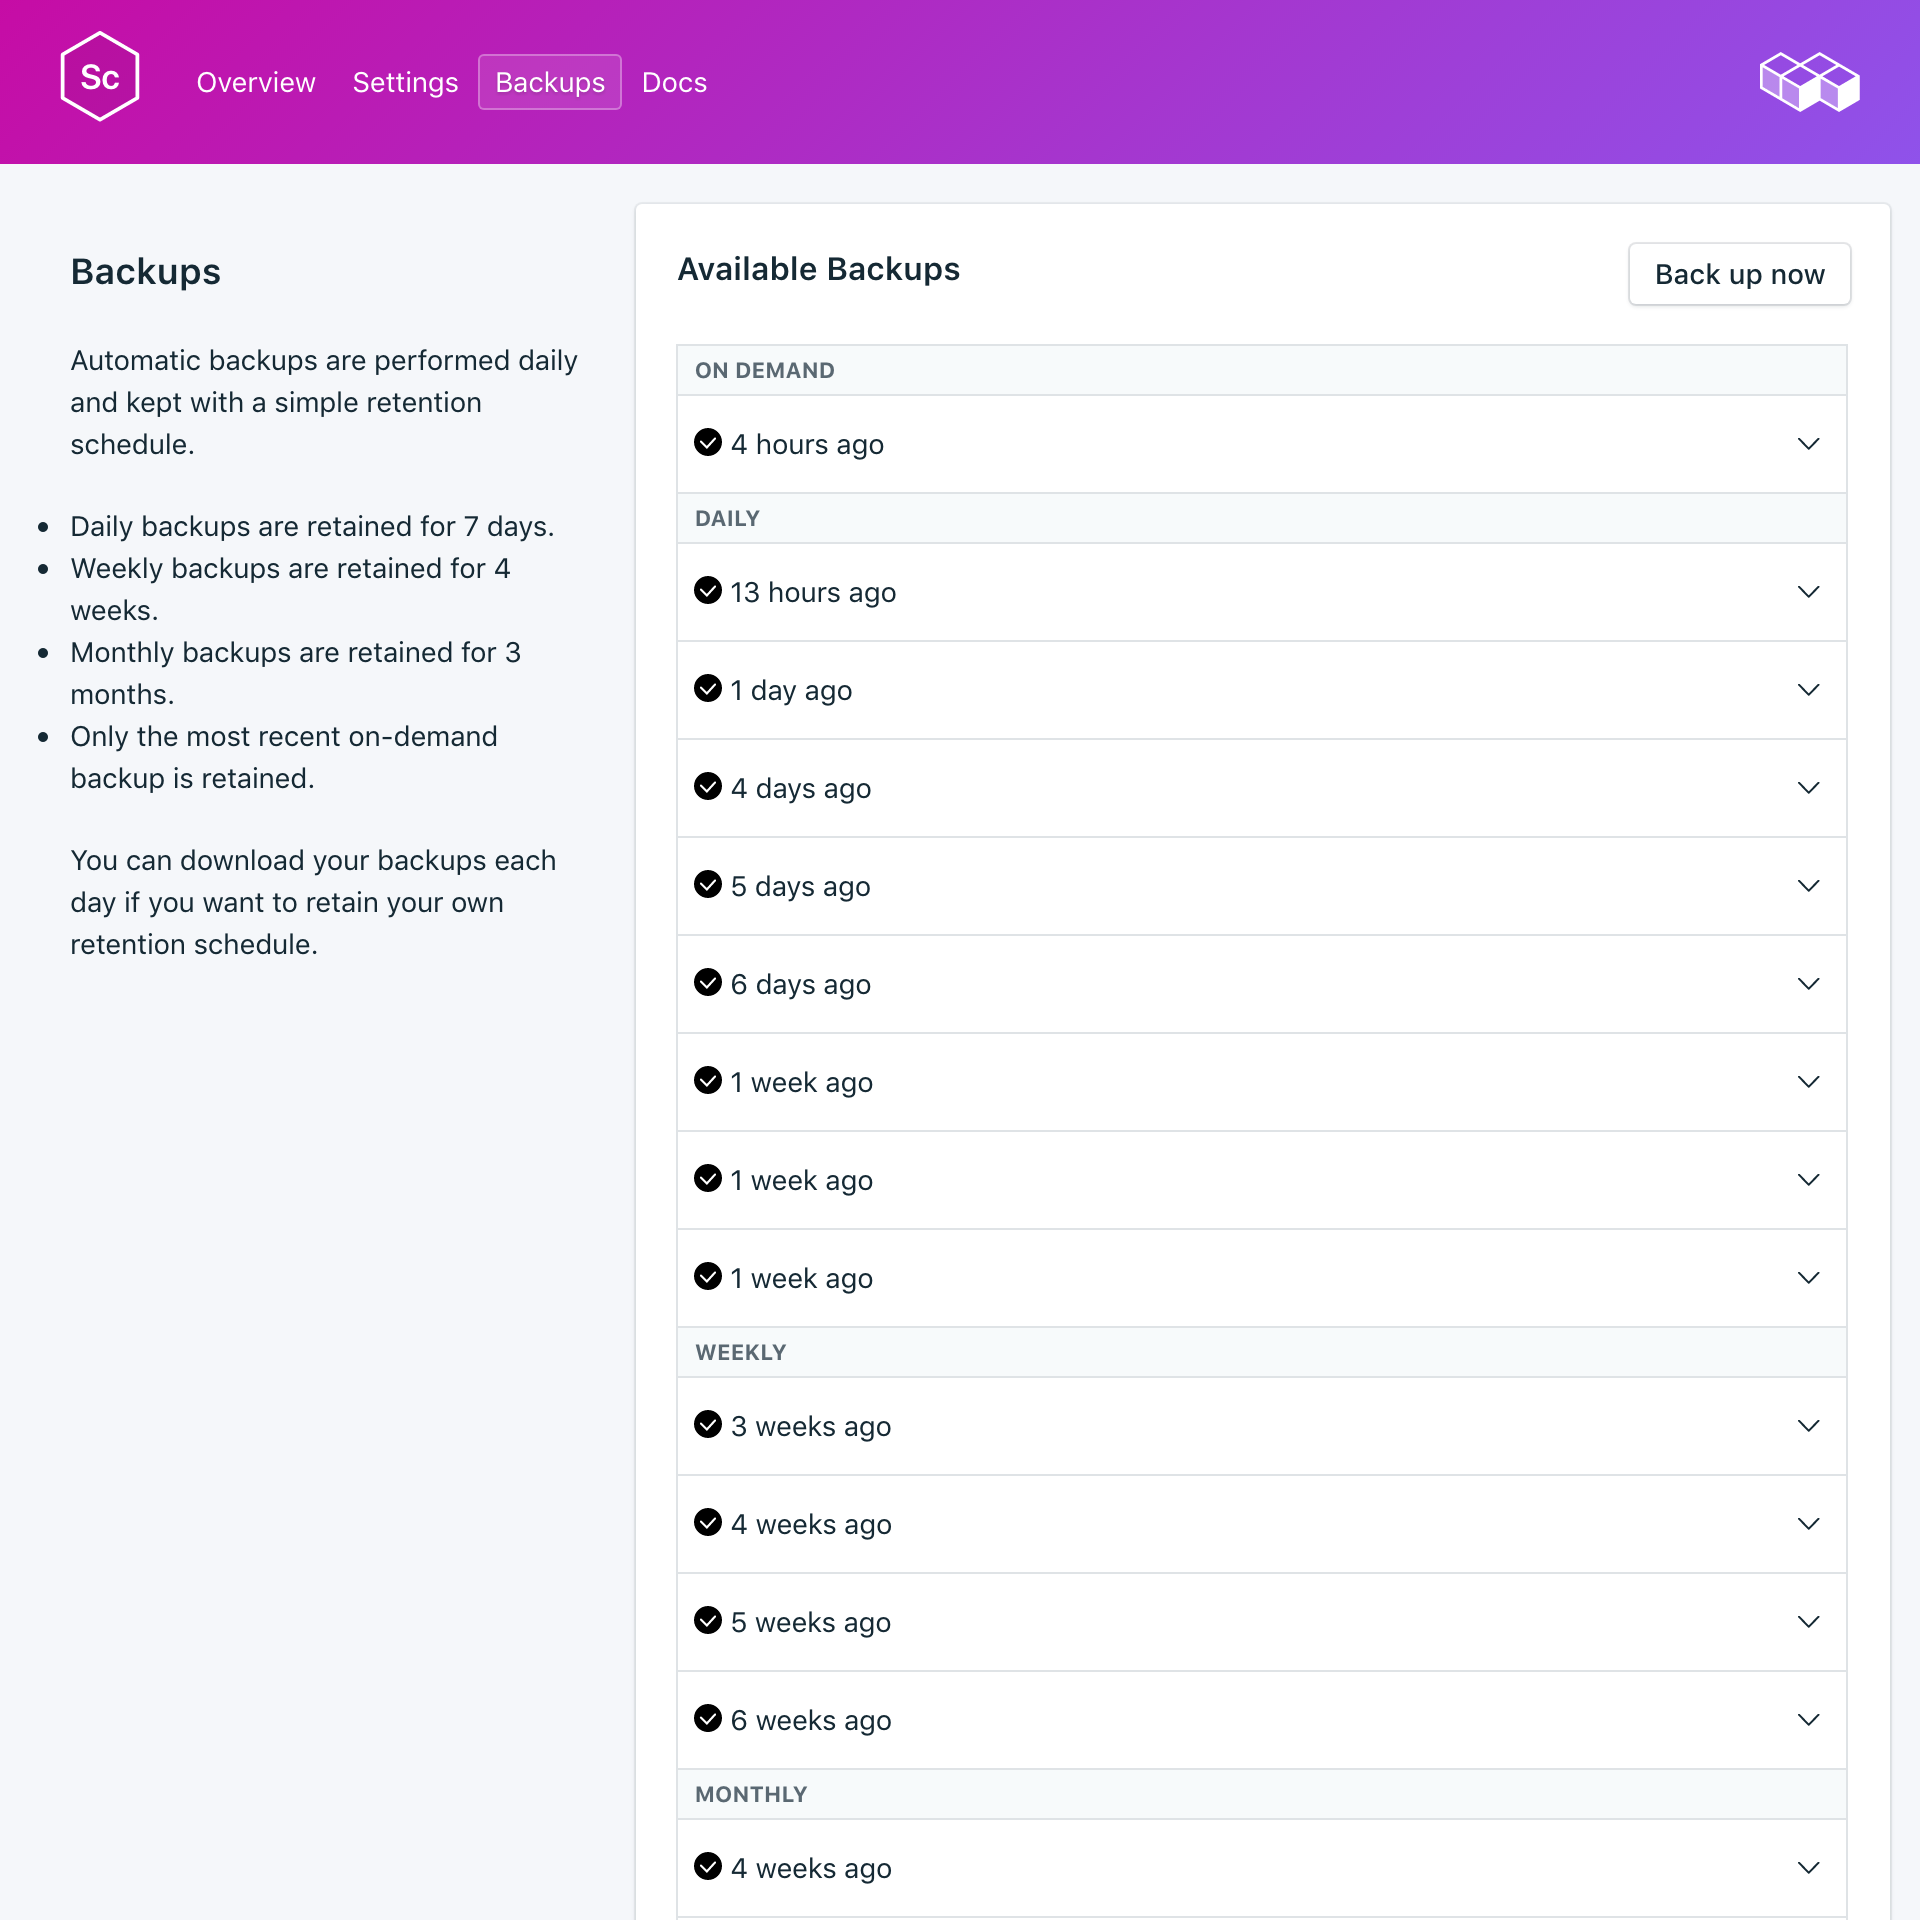 Sc
Overview
Settings
Backups
Docs
Backups
Automatic backups are performed daily
and kept with a simple retention
schedule.
Daily backups are retained for 7 days.
Weekly backups are retained for 4
weeks.
Monthly backups are retained for 3
months.
Only the most recent on-demand
backup is retained.
You can download your backups each
day if you want to retain your own
retention schedule.
Available Backups
Back up now
ON DEMAND
4 hours ago
DAILY
13 hours ago
1 day ago
4 days ago
5 days ago
6 days ago
1 week ago
1 week ago
1 week ago
WEEKLY
3 weeks ago
4 weeks ago
5 weeks ago
6 weeks ago
MONTHLY
4 weeks ago